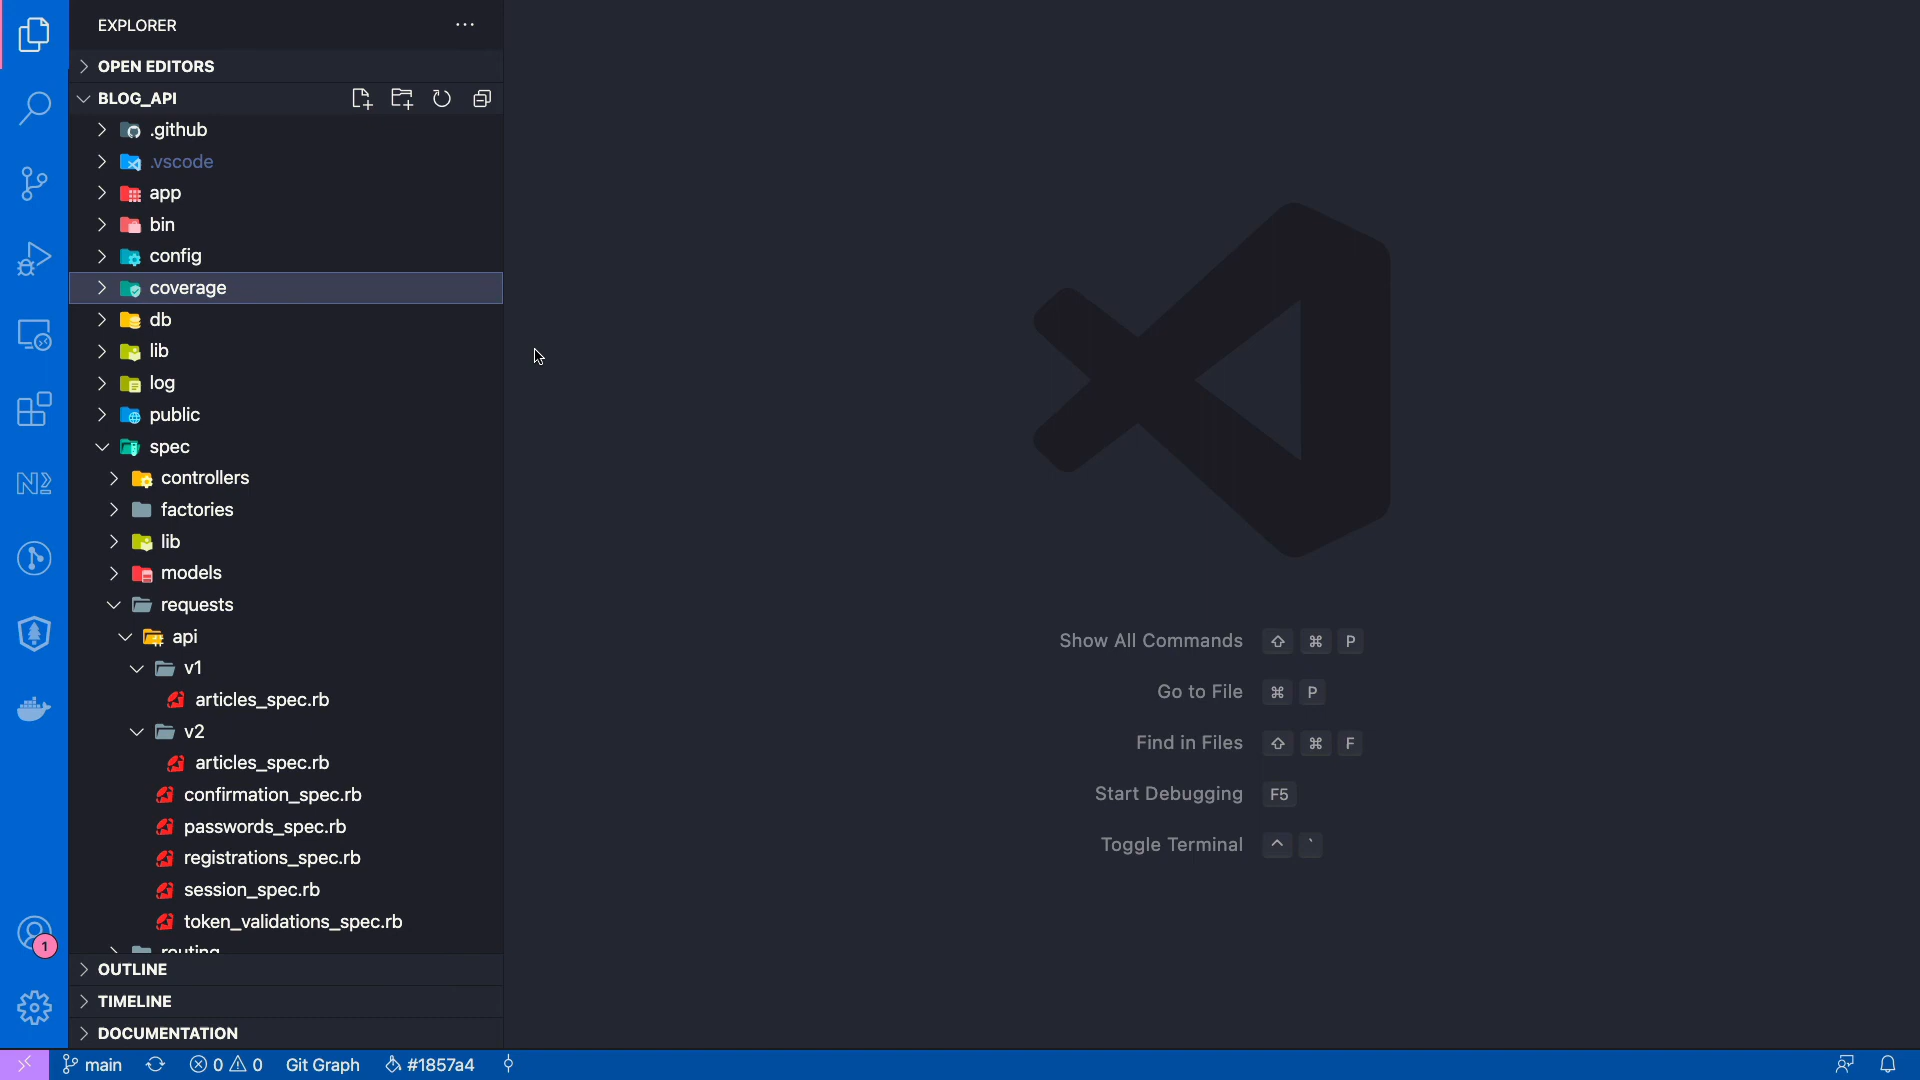 EXPLORER
OPEN EDITORS
BLOG_API
.github
.vscode
app
bin
config
coverage
db
lib
log
public
spec
controllers
factories
lib
models
requests
api
v1
articles_spec.rb
v2
articles_spec.rb
confirmation_spec.rb
passwords_spec.rb
registrations_spec.rb
session_spec.rb
token_validations_spec.rb
routing
OUTLINE
TIMELINE
DOCUMENTATION
Show All Commands ⇧ ⌘ P
Go to File ⌘ P
Find in Files ⇧ ⌘ F
Start Debugging F5
Toggle Terminal ^ `
1
main 0 0 Git Graph #1857a4